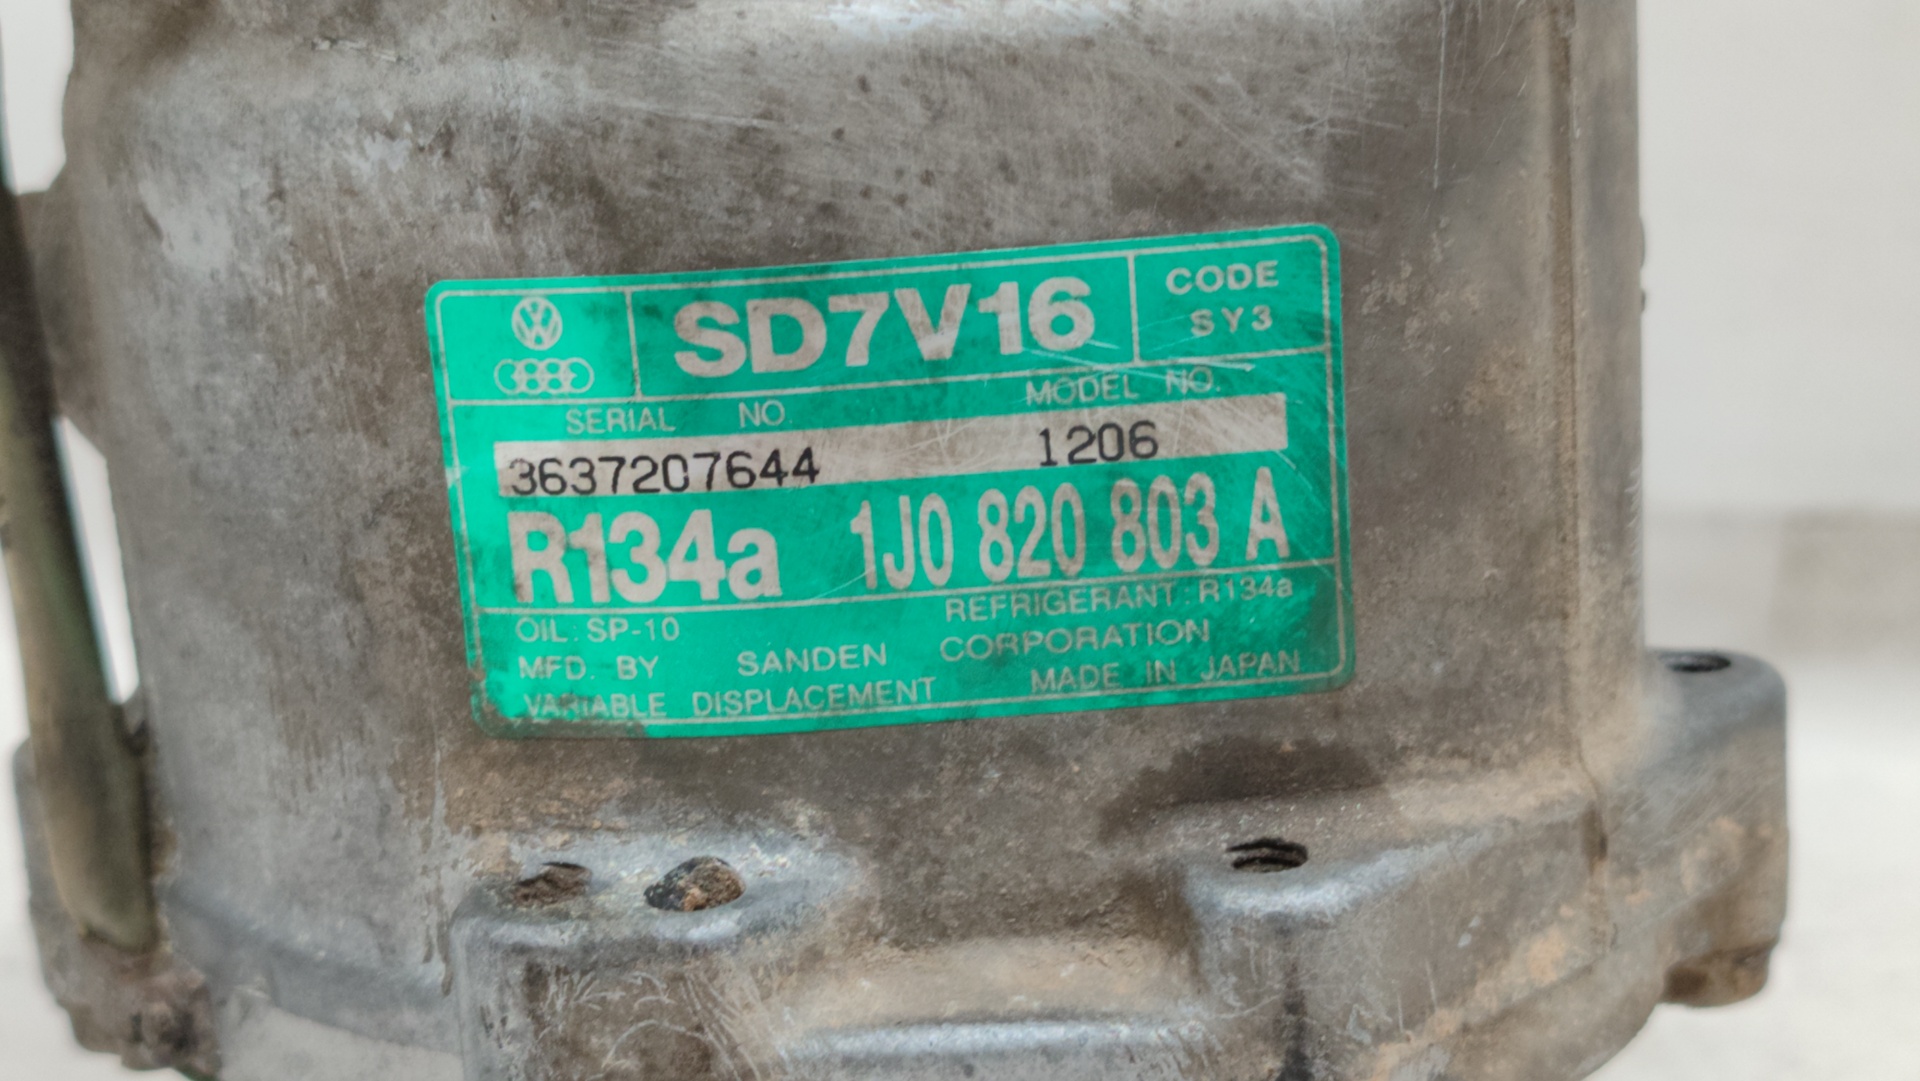 SD7V16
CODE
SY3
SERIAL NO.
MODEL NO.
3637207644 1206
R134a 1J0 820 803 A
OIL: SP-10
REFRIGERANT: R134a
MFD. BY SANDEN CORPORATION
VARIABLE DISPLACEMENT MADE IN JAPAN